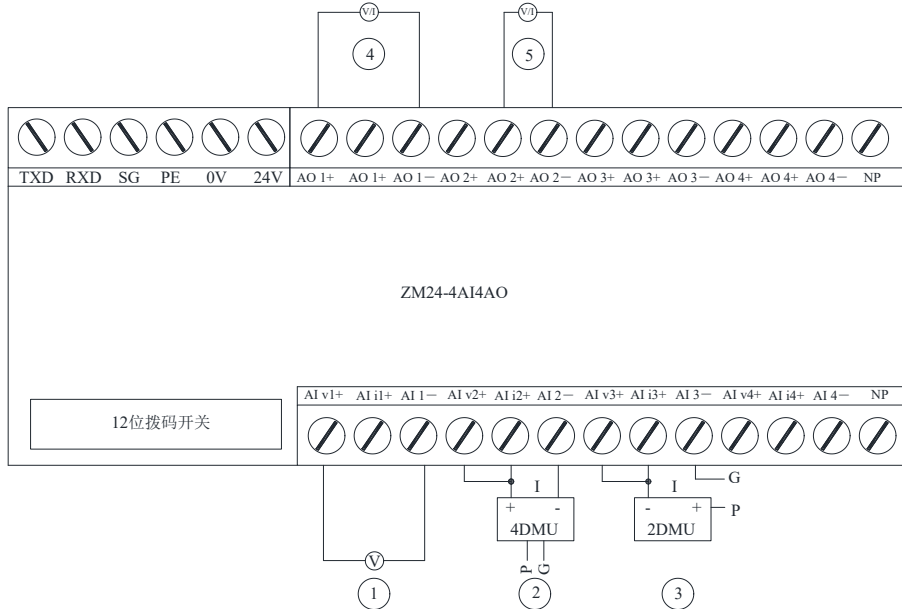 V/I V/I
4 5
TXD RXD SG PE 0V 24V AO 1+ AO 1+ AO 1− AO 2+ AO 2+ AO 2− AO 3+ AO 3+ AO 3− AO 4+ AO 4+ AO 4− NP
ZM24-4AI4AO
AI v1+ AI i1+ AI 1− AI v2+ AI i2+ AI 2− AI v3+ AI i3+ AI 3− AI v4+ AI i4+ AI 4− NP
12位拨码开关
I I G
+ - - + P
4DMU 2DMU
V P G
1 2 3